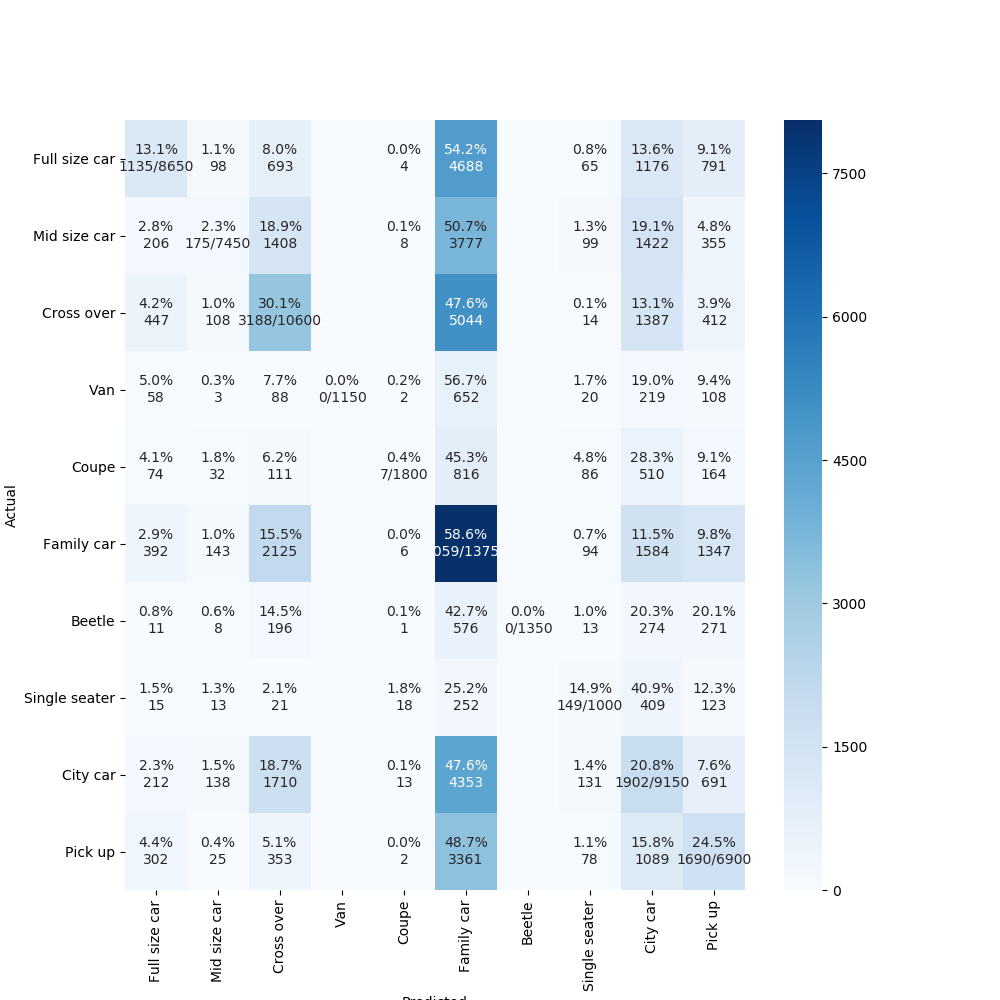 Full size car
13.1% 1.1% 8.0% 0.0% 54.2% 0.8% 13.6% 9.1%
1135/8650 98 693 4 4688 65 1176 791
7500
Mid size car
2.8% 2.3% 18.9% 0.1% 50.7% 1.3% 19.1% 4.8%
206 175/7450 1408 8 3777 99 1422 355
Cross over
4.2% 1.0% 30.1% 47.6% 0.1% 13.1% 3.9%
447 108 3188/10600 5044 14 1387 412
6000
Van
5.0% 0.3% 7.7% 0.0% 0.2% 56.7% 1.7% 19.0% 9.4%
58 3 88 0/1150 2 652 20 219 108
Coupe
4.1% 1.8% 6.2% 0.4% 45.3% 4.8% 28.3% 9.1%
74 32 111 7/1800 816 86 510 164
4500
Actual
Family car
2.9% 1.0% 15.5% 0.0% 58.6% 0.7% 11.5% 9.8%
392 143 2125 6 059/1375 94 1584 1347
3000
Beetle
0.8% 0.6% 14.5% 0.1% 42.7% 0.0% 1.0% 20.3% 20.1%
11 8 196 1 576 0/1350 13 274 271
Single seater
1.5% 1.3% 2.1% 1.8% 25.2% 14.9% 40.9% 12.3%
15 13 21 18 252 149/1000 409 123
1500
City car
2.3% 1.5% 18.7% 0.1% 47.6% 1.4% 20.8% 7.6%
212 138 1710 13 4353 131 1902/9150 691
Pick up
4.4% 0.4% 5.1% 0.0% 48.7% 1.1% 15.8% 24.5%
302 25 353 2 3361 78 1089 1690/6900
0
Full size car
Mid size car
Cross over
Van
Coupe
Family car
Beetle
Single seater
City car
Pick up
Predicted